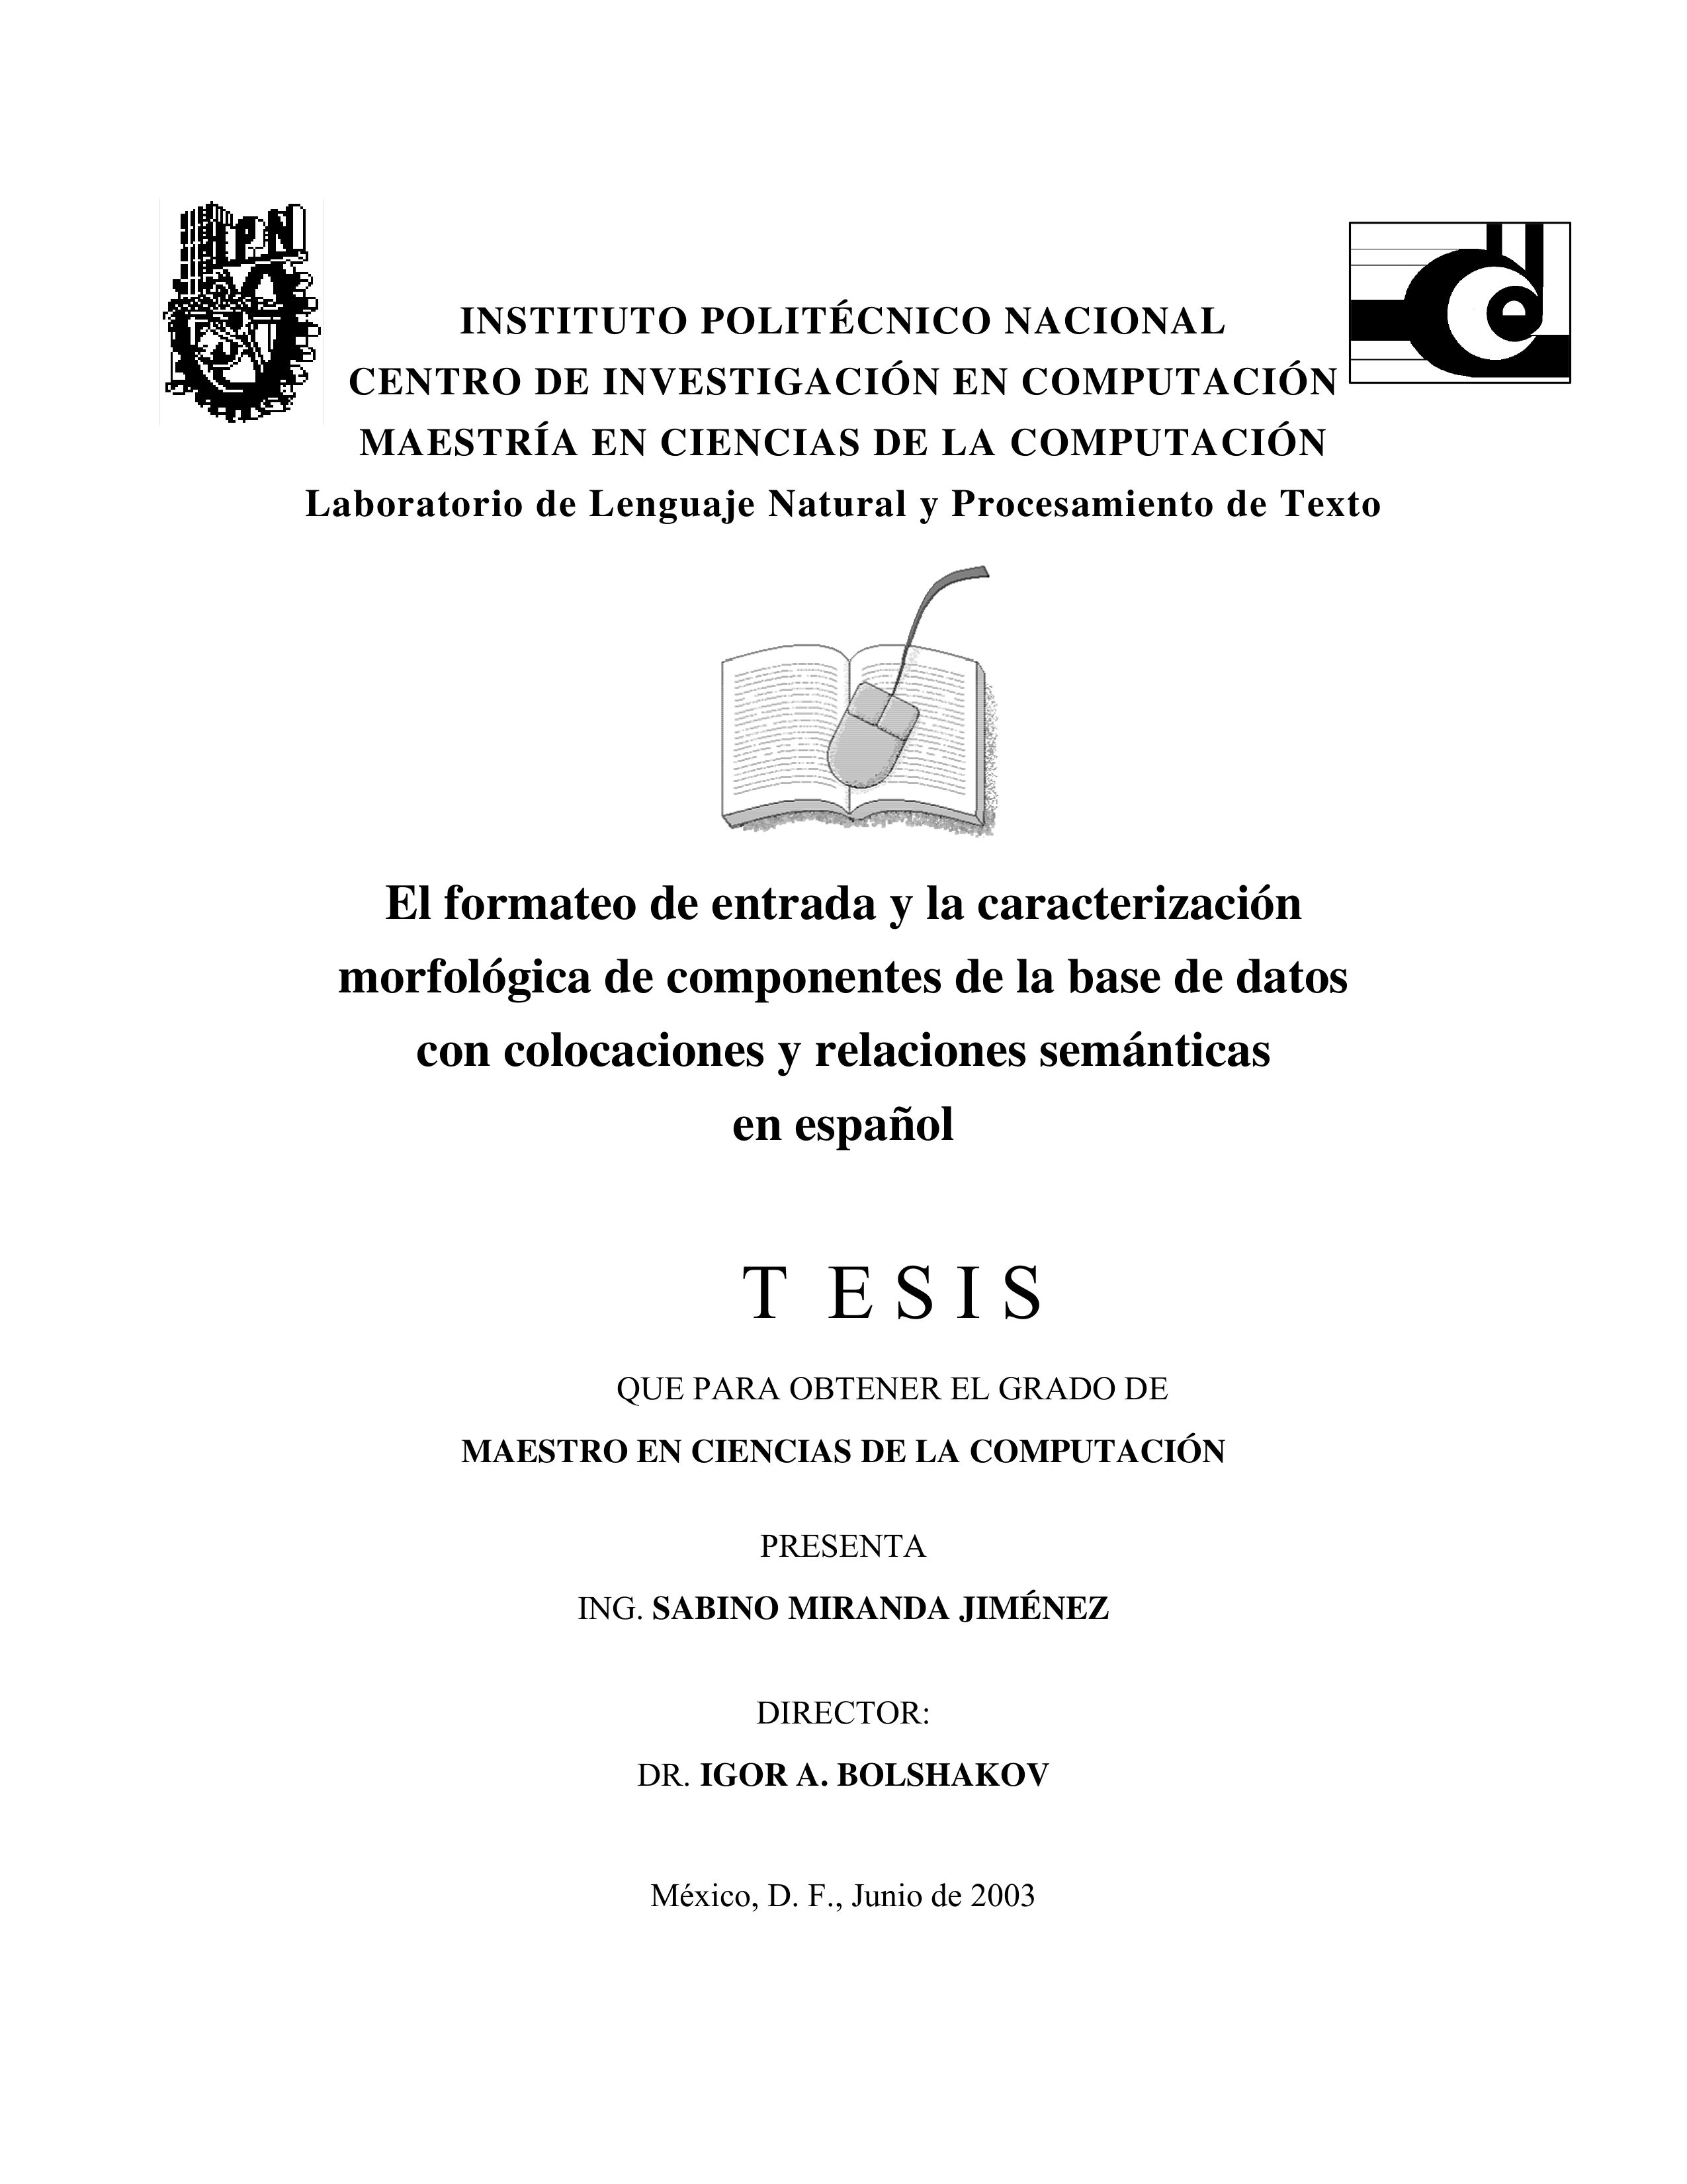 IPN
INSTITUTO POLITÉCNICO NACIONAL
CENTRO DE INVESTIGACIÓN EN COMPUTACIÓN
MAESTRÍA EN CIENCIAS DE LA COMPUTACIÓN
Laboratorio de Lenguaje Natural y Procesamiento de Texto
El formateo de entrada y la caracterización
morfológica de componentes de la base de datos
con colocaciones y relaciones semánticas
en español
T E S I S
QUE PARA OBTENER EL GRADO DE
MAESTRO EN CIENCIAS DE LA COMPUTACIÓN
PRESENTA
ING. SABINO MIRANDA JIMÉNEZ
DIRECTOR:
DR. IGOR A. BOLSHAKOV
México, D. F., Junio de 2003